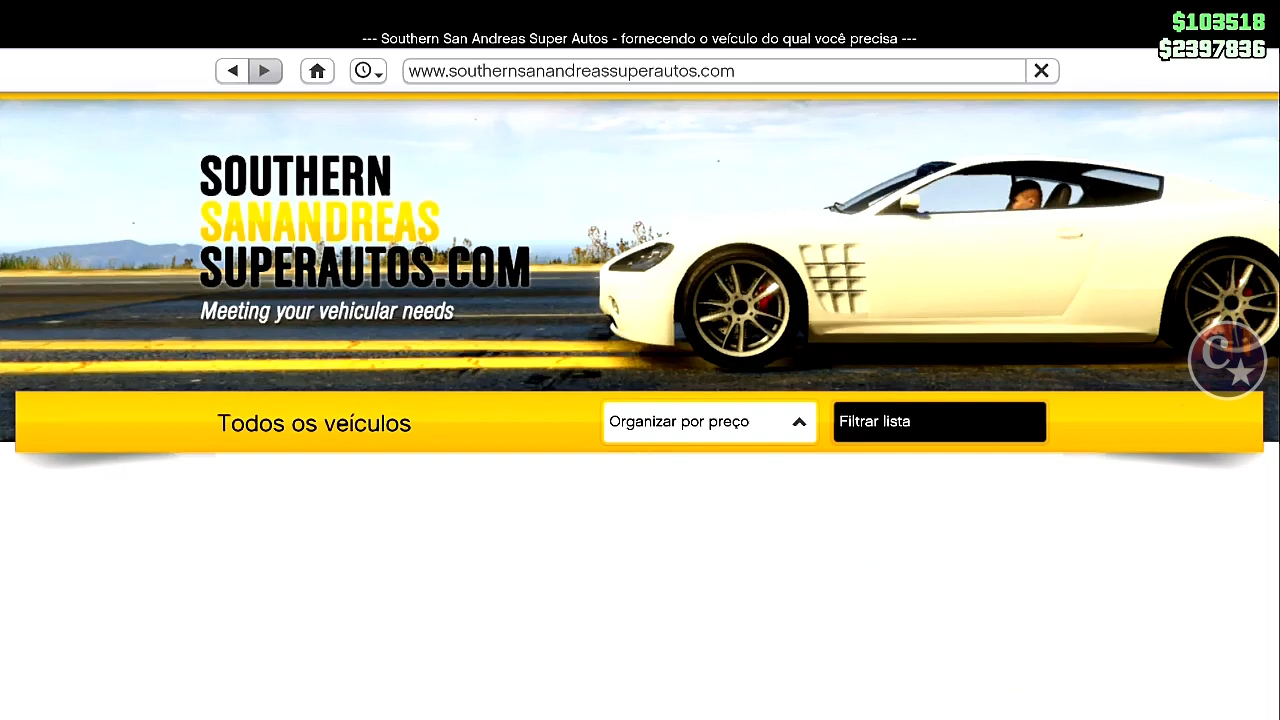 $103518
--- Southern San Andreas Super Autos - fornecendo o veículo do qual você precisa ---
$2397836
www.southernsanandreassuperautos.com
SOUTHERN
SANANDREAS
SUPERAUTOS.COM
Meeting your vehicular needs
C
Todos os veículos
Organizar por preço
Filtrar lista